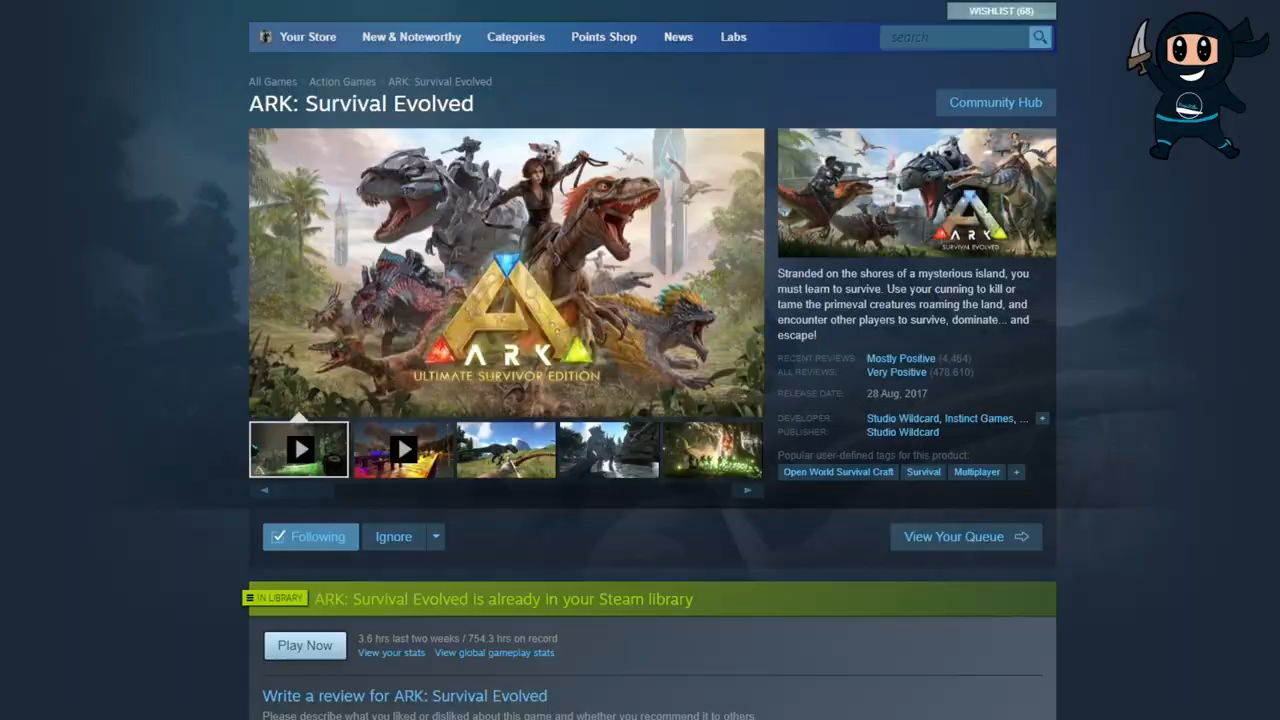 WISHLIST (68)
Your Store
New & Noteworthy
Categories
Points Shop
News
Labs
search
All Games
Action Games
ARK: Survival Evolved
ARK: Survival Evolved
Community Hub
ARK
ULTIMATE SURVIVOR EDITION
ARK
SURVIVAL EVOLVED
Stranded on the shores of a mysterious island, you
must learn to survive. Use your cunning to kill or
tame the primeval creatures roaming the land, and
encounter other players to survive, dominate... and
escape!
RECENT REVIEWS: Mostly Positive (4,464)
ALL REVIEWS: Very Positive (478,610)
RELEASE DATE: 28 Aug, 2017
DEVELOPER: Studio Wildcard, Instinct Games, ... +
PUBLISHER: Studio Wildcard
Popular user-defined tags for this product:
Open World Survival Craft Survival Multiplayer +
Following
Ignore
View Your Queue
IN LIBRARY
ARK: Survival Evolved is already in your Steam library
Play Now
3.6 hrs last two weeks / 754.3 hrs on record
View your stats View global gameplay stats
Write a review for ARK: Survival Evolved
Please describe what you liked or disliked about this game and whether you recommend it to others.